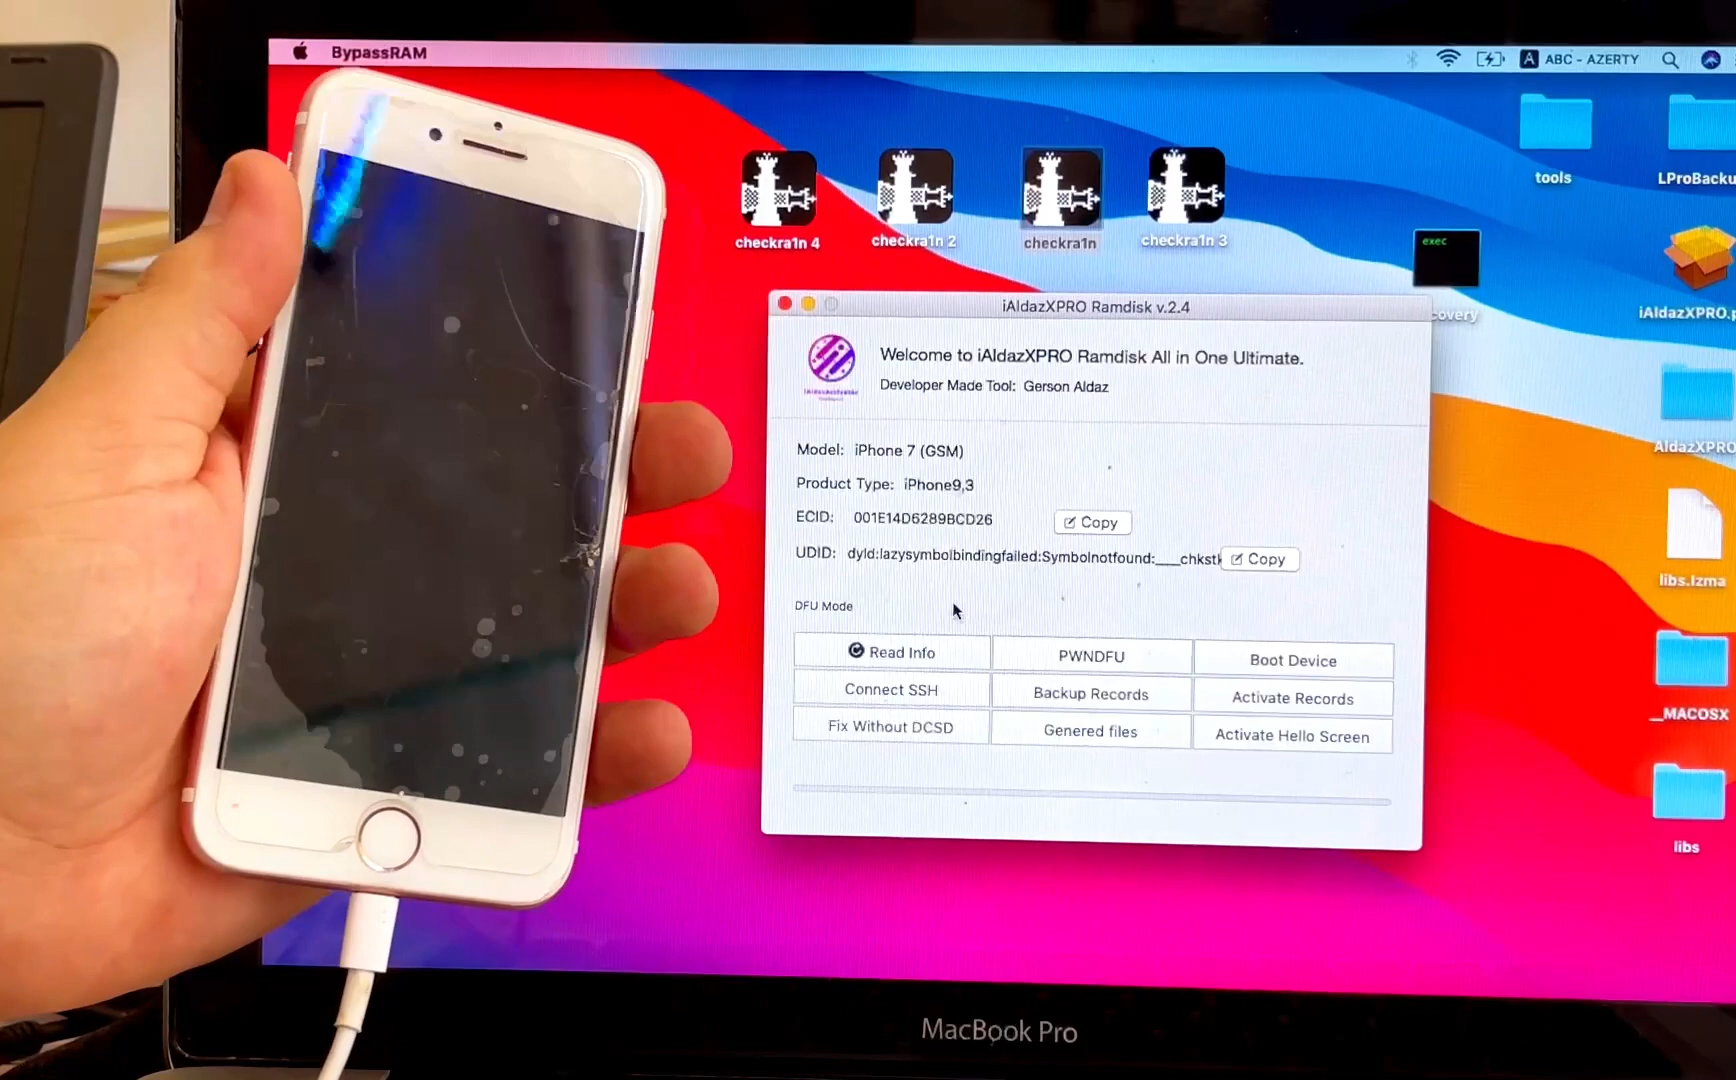 BypassRAM
ABC - AZERTY
checkra1n 4
checkra1n 2
checkra1n
checkra1n 3
exec
covery
tools
LProBacku
iAldazXPRO.p
AldazXPRO
libs.lzma
__MACOSX
libs
iAldazXPRO Ramdisk v.2.4
Welcome to iAldazXPRO Ramdisk All in One Ultimate.
Developer Made Tool: Gerson Aldaz
Model: iPhone 7 (GSM)
Product Type: iPhone9,3
ECID: 001E14D6289BCD26 Copy
UDID: dyld:lazysymbolbindingfailed:Symbolnotfound:___chkstk Copy
DFU Mode
Read Info PWNDFU Boot Device
Connect SSH Backup Records Activate Records
Fix Without DCSD Genered files Activate Hello Screen
MacBook Pro